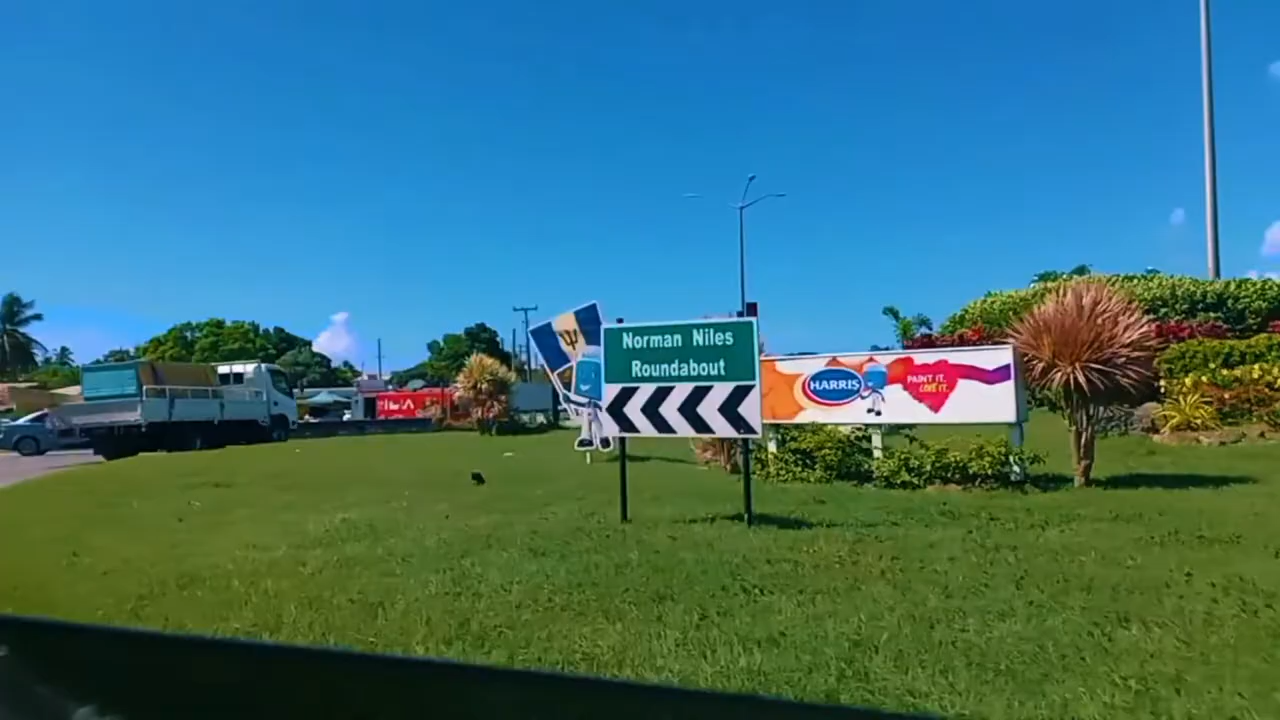 Norman Niles
Roundabout
HARRIS
PAINT IT.
LOVE IT.